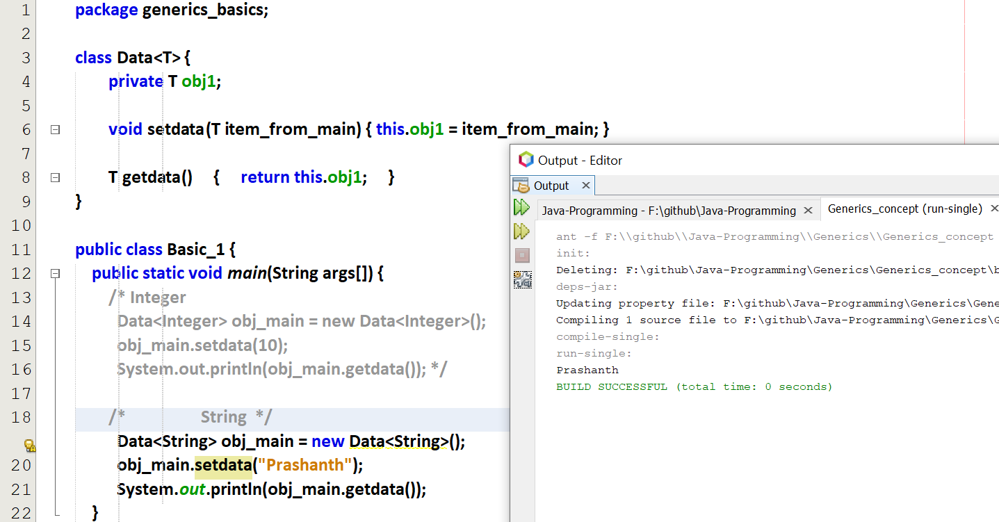 1 package generics_basics;
2
3 class Data<T> {
4 private T obj1;
5
6 void setdata(T item_from_main) { this.obj1 = item_from_main; }
7
8 T getdata() { return this.obj1; }
9 }
10
11 public class Basic_1 {
12 public static void main(String args[]) {
13 /* Integer
14 Data<Integer> obj_main = new Data<Integer>();
15 obj_main.setdata(10);
16 System.out.println(obj_main.getdata()); */
17
18 /* String */
Data<String> obj_main = new Data<String>();
20 obj_main.setdata("Prashanth");
21 System.out.println(obj_main.getdata());
22 }
Output - Editor
Output
Java-Programming - F:\github\Java-Programming
Generics_concept (run-single)
ant -f F:\\github\\Java-Programming\\Generics\\Generics_concept
init:
Deleting: F:\github\Java-Programming\Generics\Generics_concept\b
deps-jar:
Updating property file: F:\github\Java-Programming\Generics\Gene
Compiling 1 source file to F:\github\Java-Programming\Generics\G
compile-single:
run-single:
Prashanth
BUILD SUCCESSFUL (total time: 0 seconds)